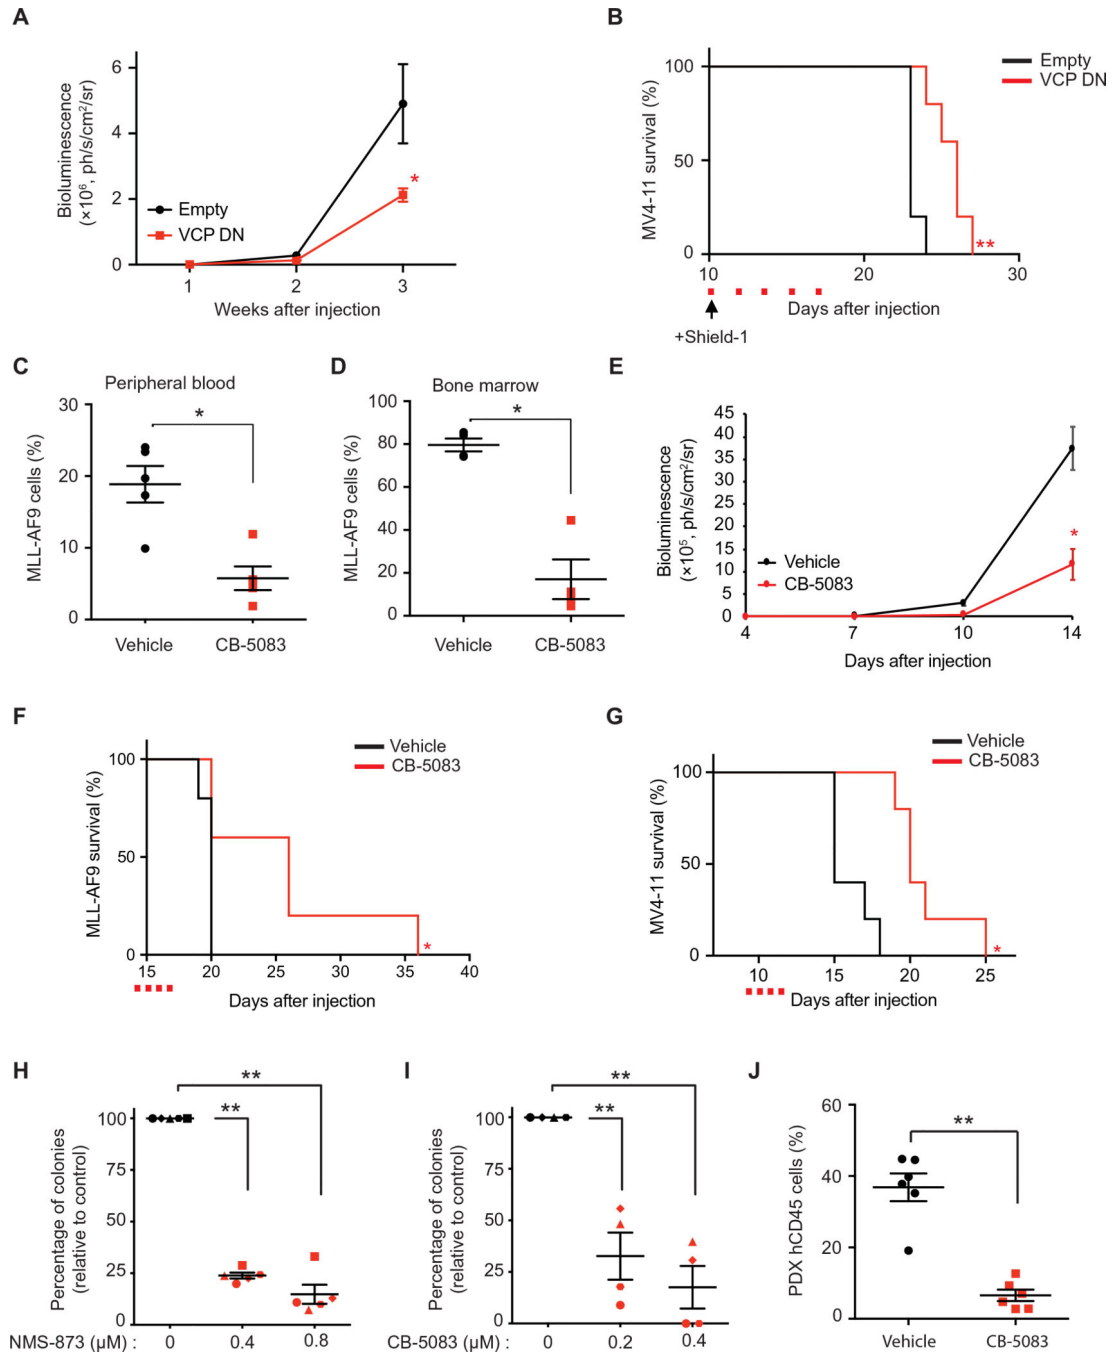 A
Bioluminescence
(×10⁶, ph/s/cm²/sr)
6
4
2
0
Empty
VCP DN
*
1 2 3
Weeks after injection
B
MV4-11 survival (%)
100
50
0
Empty
VCP DN
**
10 20 30
Days after injection
+Shield-1
C
Peripheral blood
MLL-AF9 cells (%)
30
20
10
0
*
Vehicle CB-5083
D
Bone marrow
MLL-AF9 cells (%)
100
80
60
40
20
0
*
Vehicle CB-5083
E
Bioluminescence
(×10⁵, ph/s/cm²/sr)
45
40
35
30
25
20
15
10
5
0
Vehicle
CB-5083
*
4 7 10 14
Days after injection
F
MLL-AF9 survival (%)
100
50
0
Vehicle
CB-5083
*
15 20 25 30 35 40
Days after injection
G
MV4-11 survival (%)
100
50
0
Vehicle
CB-5083
*
10 15 20 25
Days after injection
H
Percentage of colonies
(relative to control)
100
75
50
25
0
**
**
NMS-873 (µM) : 0 0.4 0.8
I
Percentage of colonies
(relative to control)
100
75
50
25
0
**
**
CB-5083 (µM) : 0 0.2 0.4
J
PDX hCD45 cells (%)
60
40
20
0
**
Vehicle CB-5083